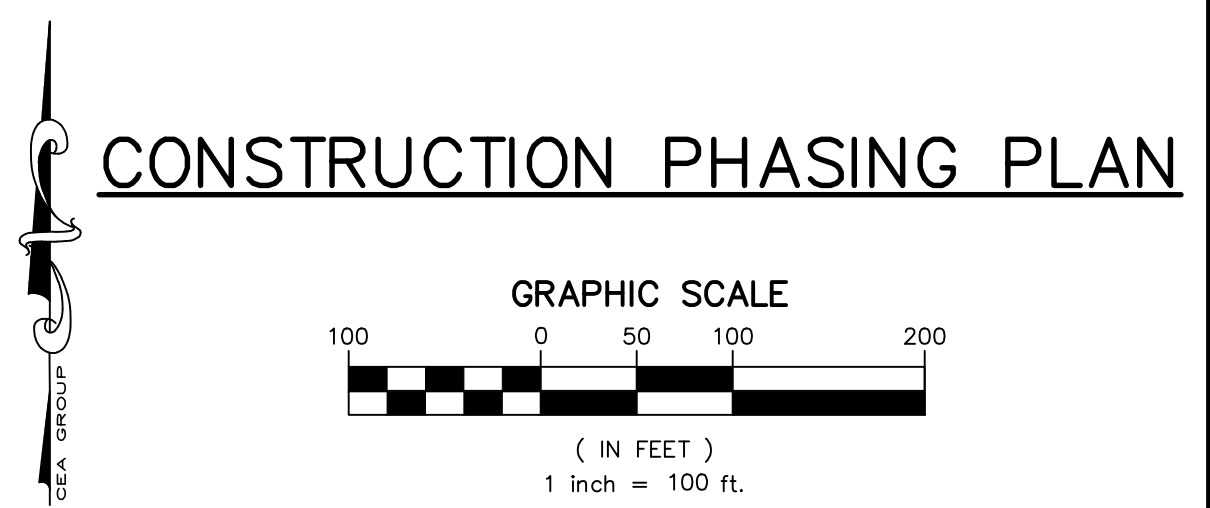 CONSTRUCTION PHASING PLAN
GRAPHIC SCALE
100 0 50 100 200
( IN FEET )
1 inch = 100 ft.
CEA GROUP